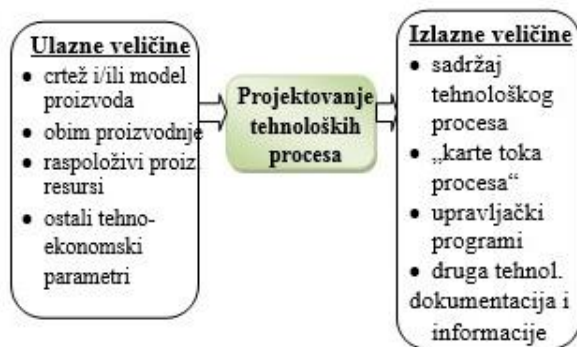 Ulazne veličine
• crtež i/ili model
proizvoda
• obim proizvodnje
• raspoloživi proiz.
resursi
• ostali tehno-
ekonomski
parametri
Projektovanje
tehnoloških
procesa
Izlazne veličine
• sadržaj
tehnološkog
procesa
• „karte toka
procesa“
• upravljački
programi
• druga tehnol.
dokumentacija i
informacije